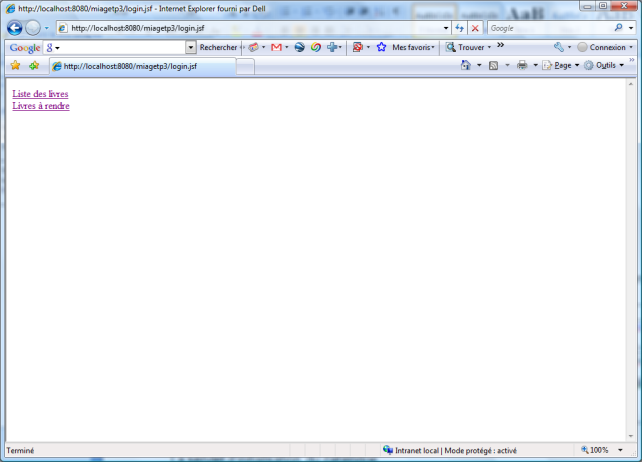 http://localhost:8080/miagetp3/login.jsf - Internet Explorer fourni par Dell
http://localhost:8080/miagetp3/login.jsf Google
Google Rechercher Mes favoris Trouver » Connexion
http://localhost:8080/miagetp3/login.jsf Page Outils »
Liste des livres
Livres à rendre
Terminé Intranet local | Mode protégé : activé 100%